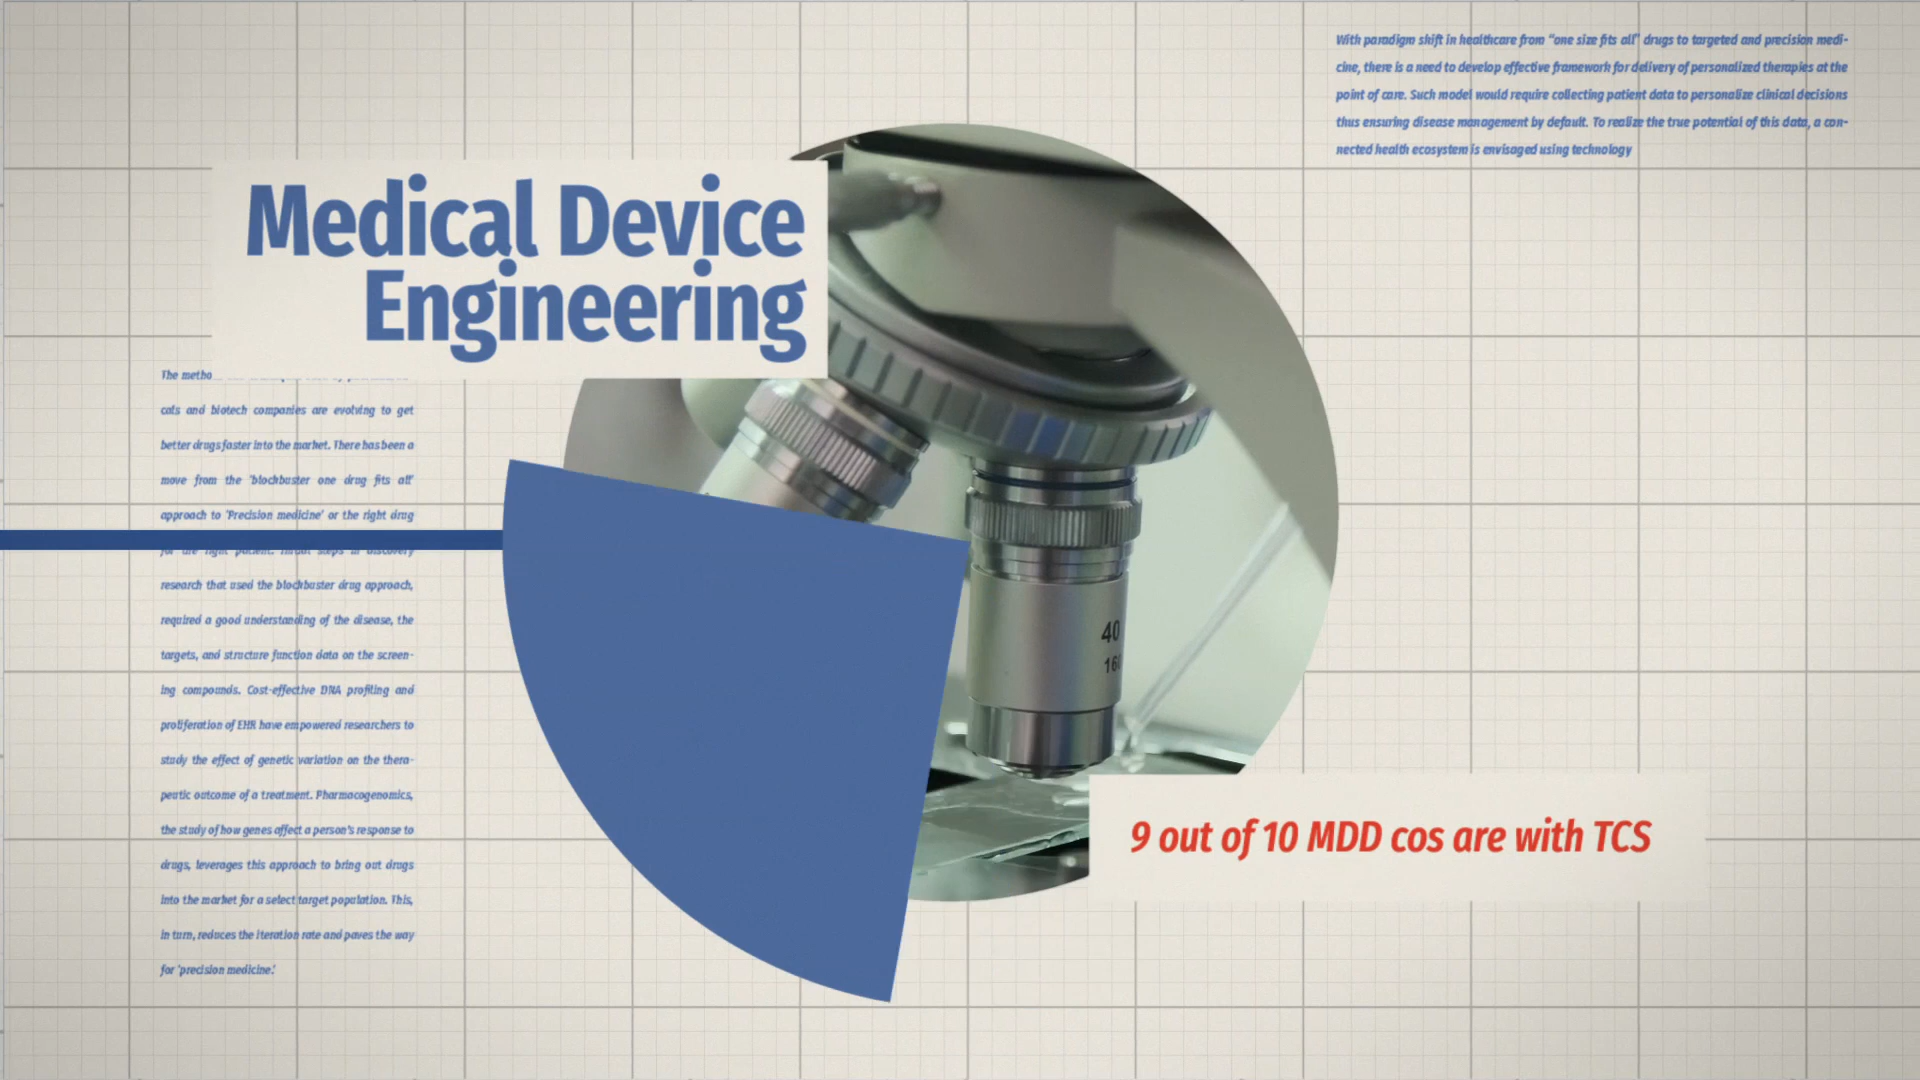 With paradigm shift in healthcare from "one size fits all" drugs to targeted and precision medi-
cine, there is a need to develop effective framework for delivery of personalized therapies at the
point of care. Such model would require collecting patient data to personalize clinical decisions
thus ensuring disease management by default. To realize the true potential of this data, a con-
nected health ecosystem is envisaged using technology
Medical Device
Engineering
The metho
cals and biotech companies are evolving to get
better drugs faster into the market. There has been a
move from the 'blockbuster one drug fits all'
approach to 'Precision medicine' or the right drug
for the right patient. Initial steps in discovery
research that used the blockbuster drug approach,
required a good understanding of the disease, the
targets, and structure function data on the screen-
ing compounds. Cost-effective DNA profiling and
proliferation of EHR have empowered researchers to
study the effect of genetic variation on the thera-
peutic outcome of a treatment. Pharmacogenomics,
the study of how genes affect a person's response to
drugs, leverages this approach to bring out drugs
into the market for a select target population. This,
in turn, reduces the iteration rate and paves the way
for 'precision medicine.'
40
160
9 out of 10 MDD cos are with TCS